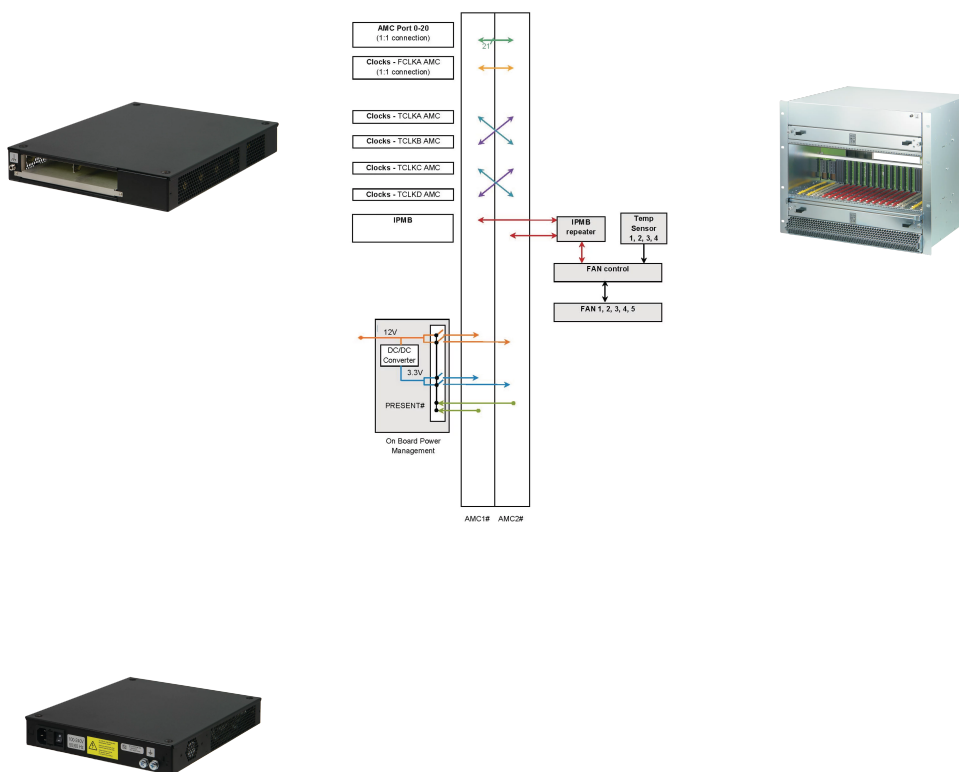 AMC Port 0-20
(1:1 connection)
21
Clocks - FCLKA AMC
(1:1 connection)
Clocks - TCLKA AMC
Clocks - TCLKB AMC
Clocks - TCLKC AMC
Clocks - TCLKD AMC
IPMB
IPMB
repeater
Temp
Sensor
1, 2, 3, 4
FAN control
FAN 1, 2, 3, 4, 5
12V
DC/DC
Converter
3.3V
PRESENT#
On Board Power
Management
AMC1# AMC2#
100-240V